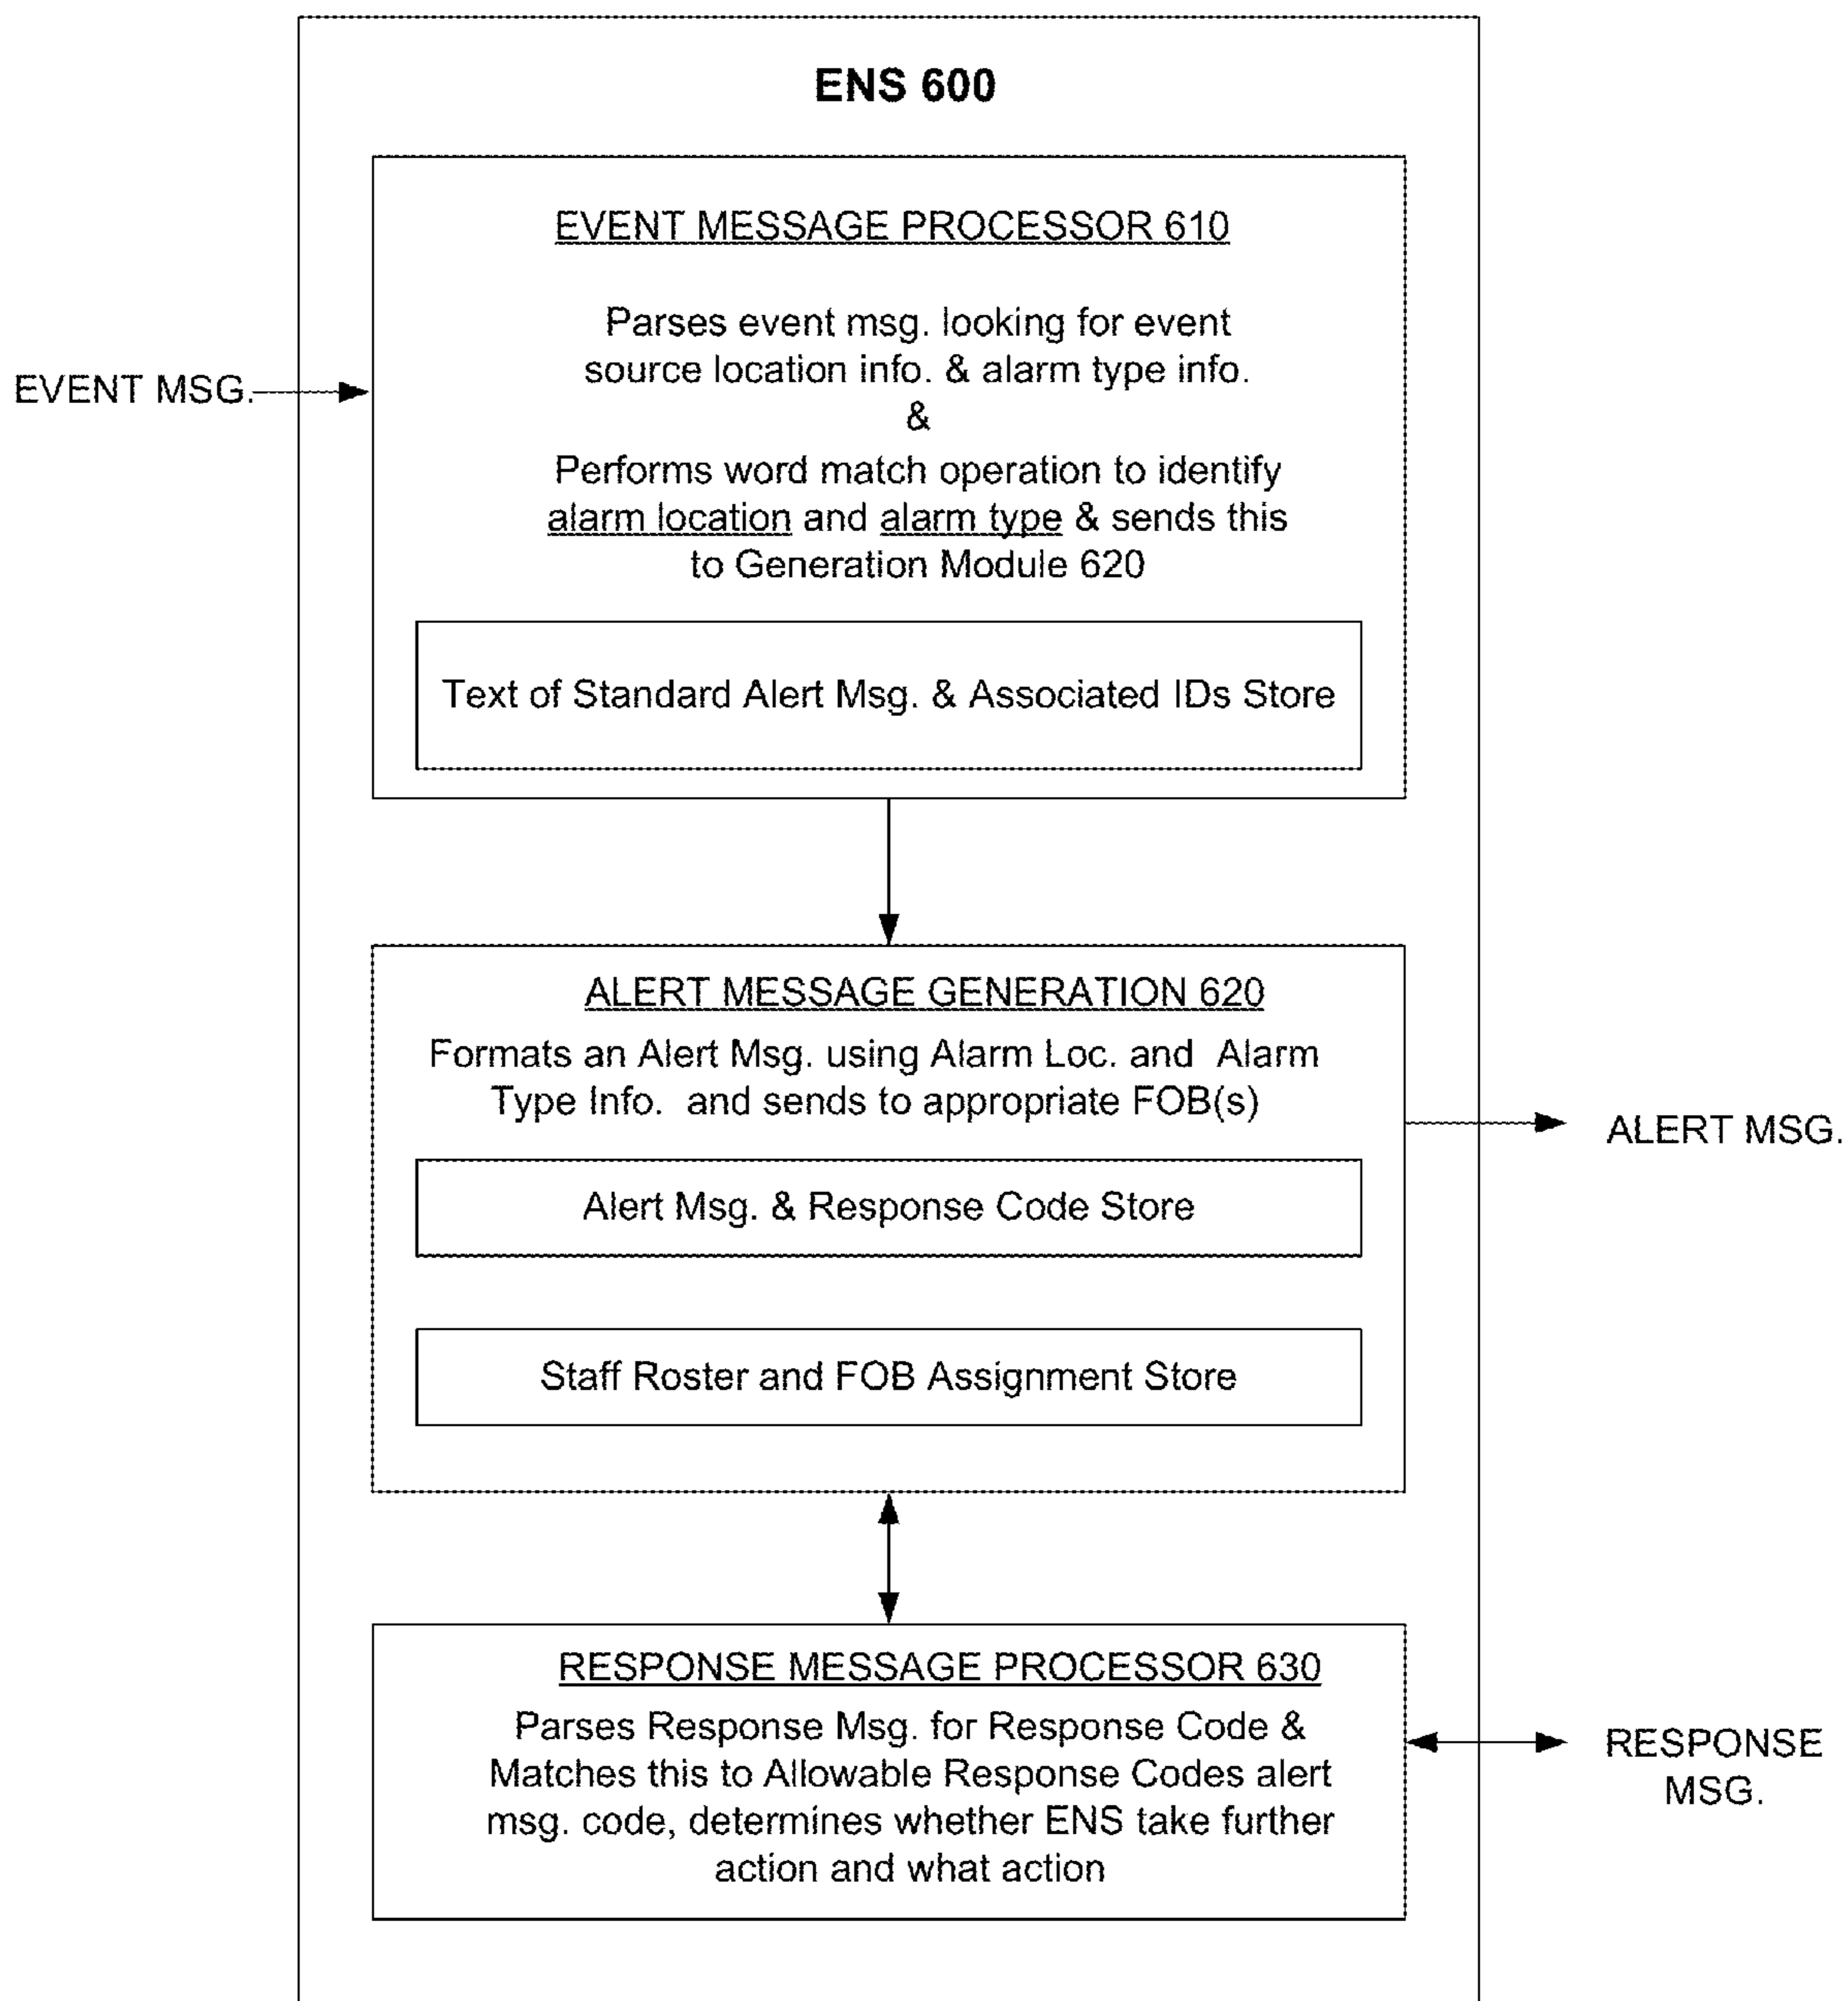 ENS 600
EVENT MESSAGE PROCESSOR 610
Parses event msg. looking for event
source location info. & alarm type info.
&
Performs word match operation to identify
alarm location and alarm type & sends this
to Generation Module 620
EVENT MSG.
Text of Standard Alert Msg. & Associated IDs Store
ALERT MESSAGE GENERATION 620
Formats an Alert Msg. using Alarm Loc. and Alarm
Type Info. and sends to appropriate FOB(s)
ALERT MSG.
Alert Msg. & Response Code Store
Staff Roster and FOB Assignment Store
RESPONSE MESSAGE PROCESSOR 630
Parses Response Msg. for Response Code &
Matches this to Allowable Response Codes alert
msg. code, determines whether ENS take further
action and what action
RESPONSE
MSG.